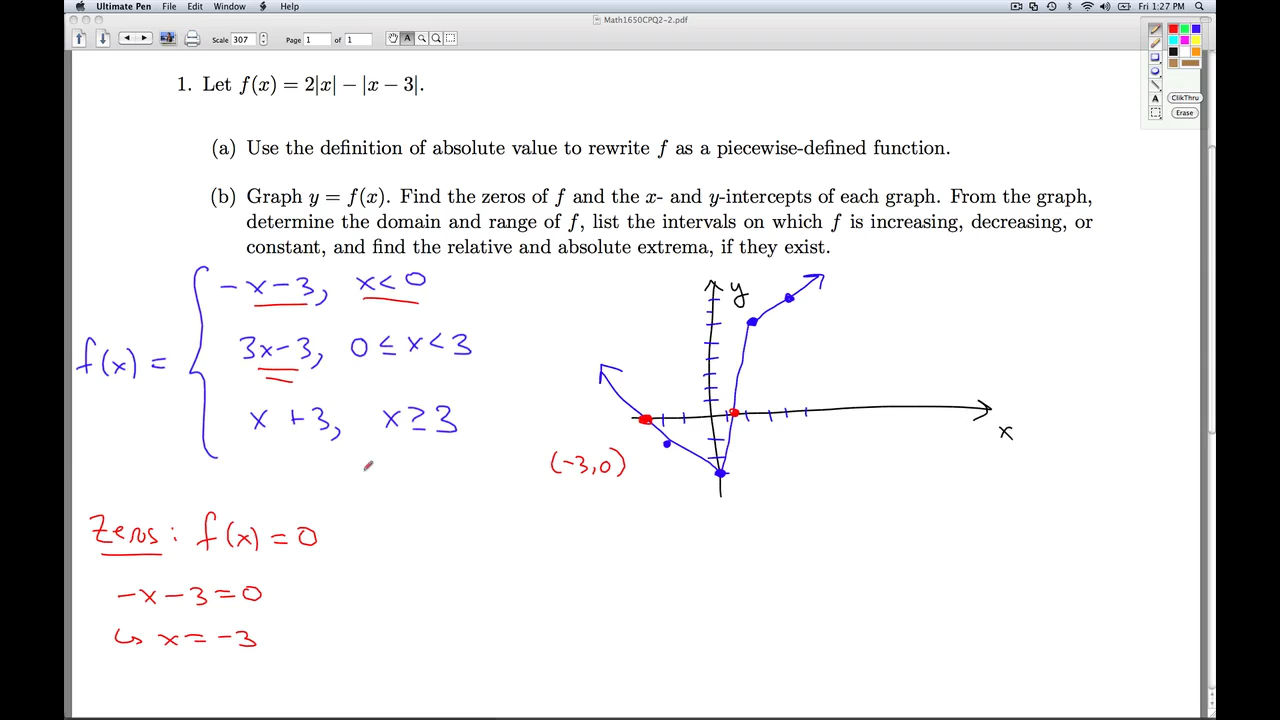 Ultimate Pen File Edit Window Help Fri 1:27 PM
Math1650CPQ2-2.pdf
Scale 307 Page 1 of 1
A
1. Let f(x) = 2|x| − |x − 3|.
(a) Use the definition of absolute value to rewrite f as a piecewise-defined function.
(b) Graph y = f(x). Find the zeros of f and the x- and y-intercepts of each graph. From the graph,
determine the domain and range of f, list the intervals on which f is increasing, decreasing, or
constant, and find the relative and absolute extrema, if they exist.
A
ClikThru
Erase
-x-3, x<0
f(x) = 3x-3, 0≤x<3
x+3, x≥3
y
x
(-3,0)
Zeros: f(x)=0
-x-3=0
↳ x=-3